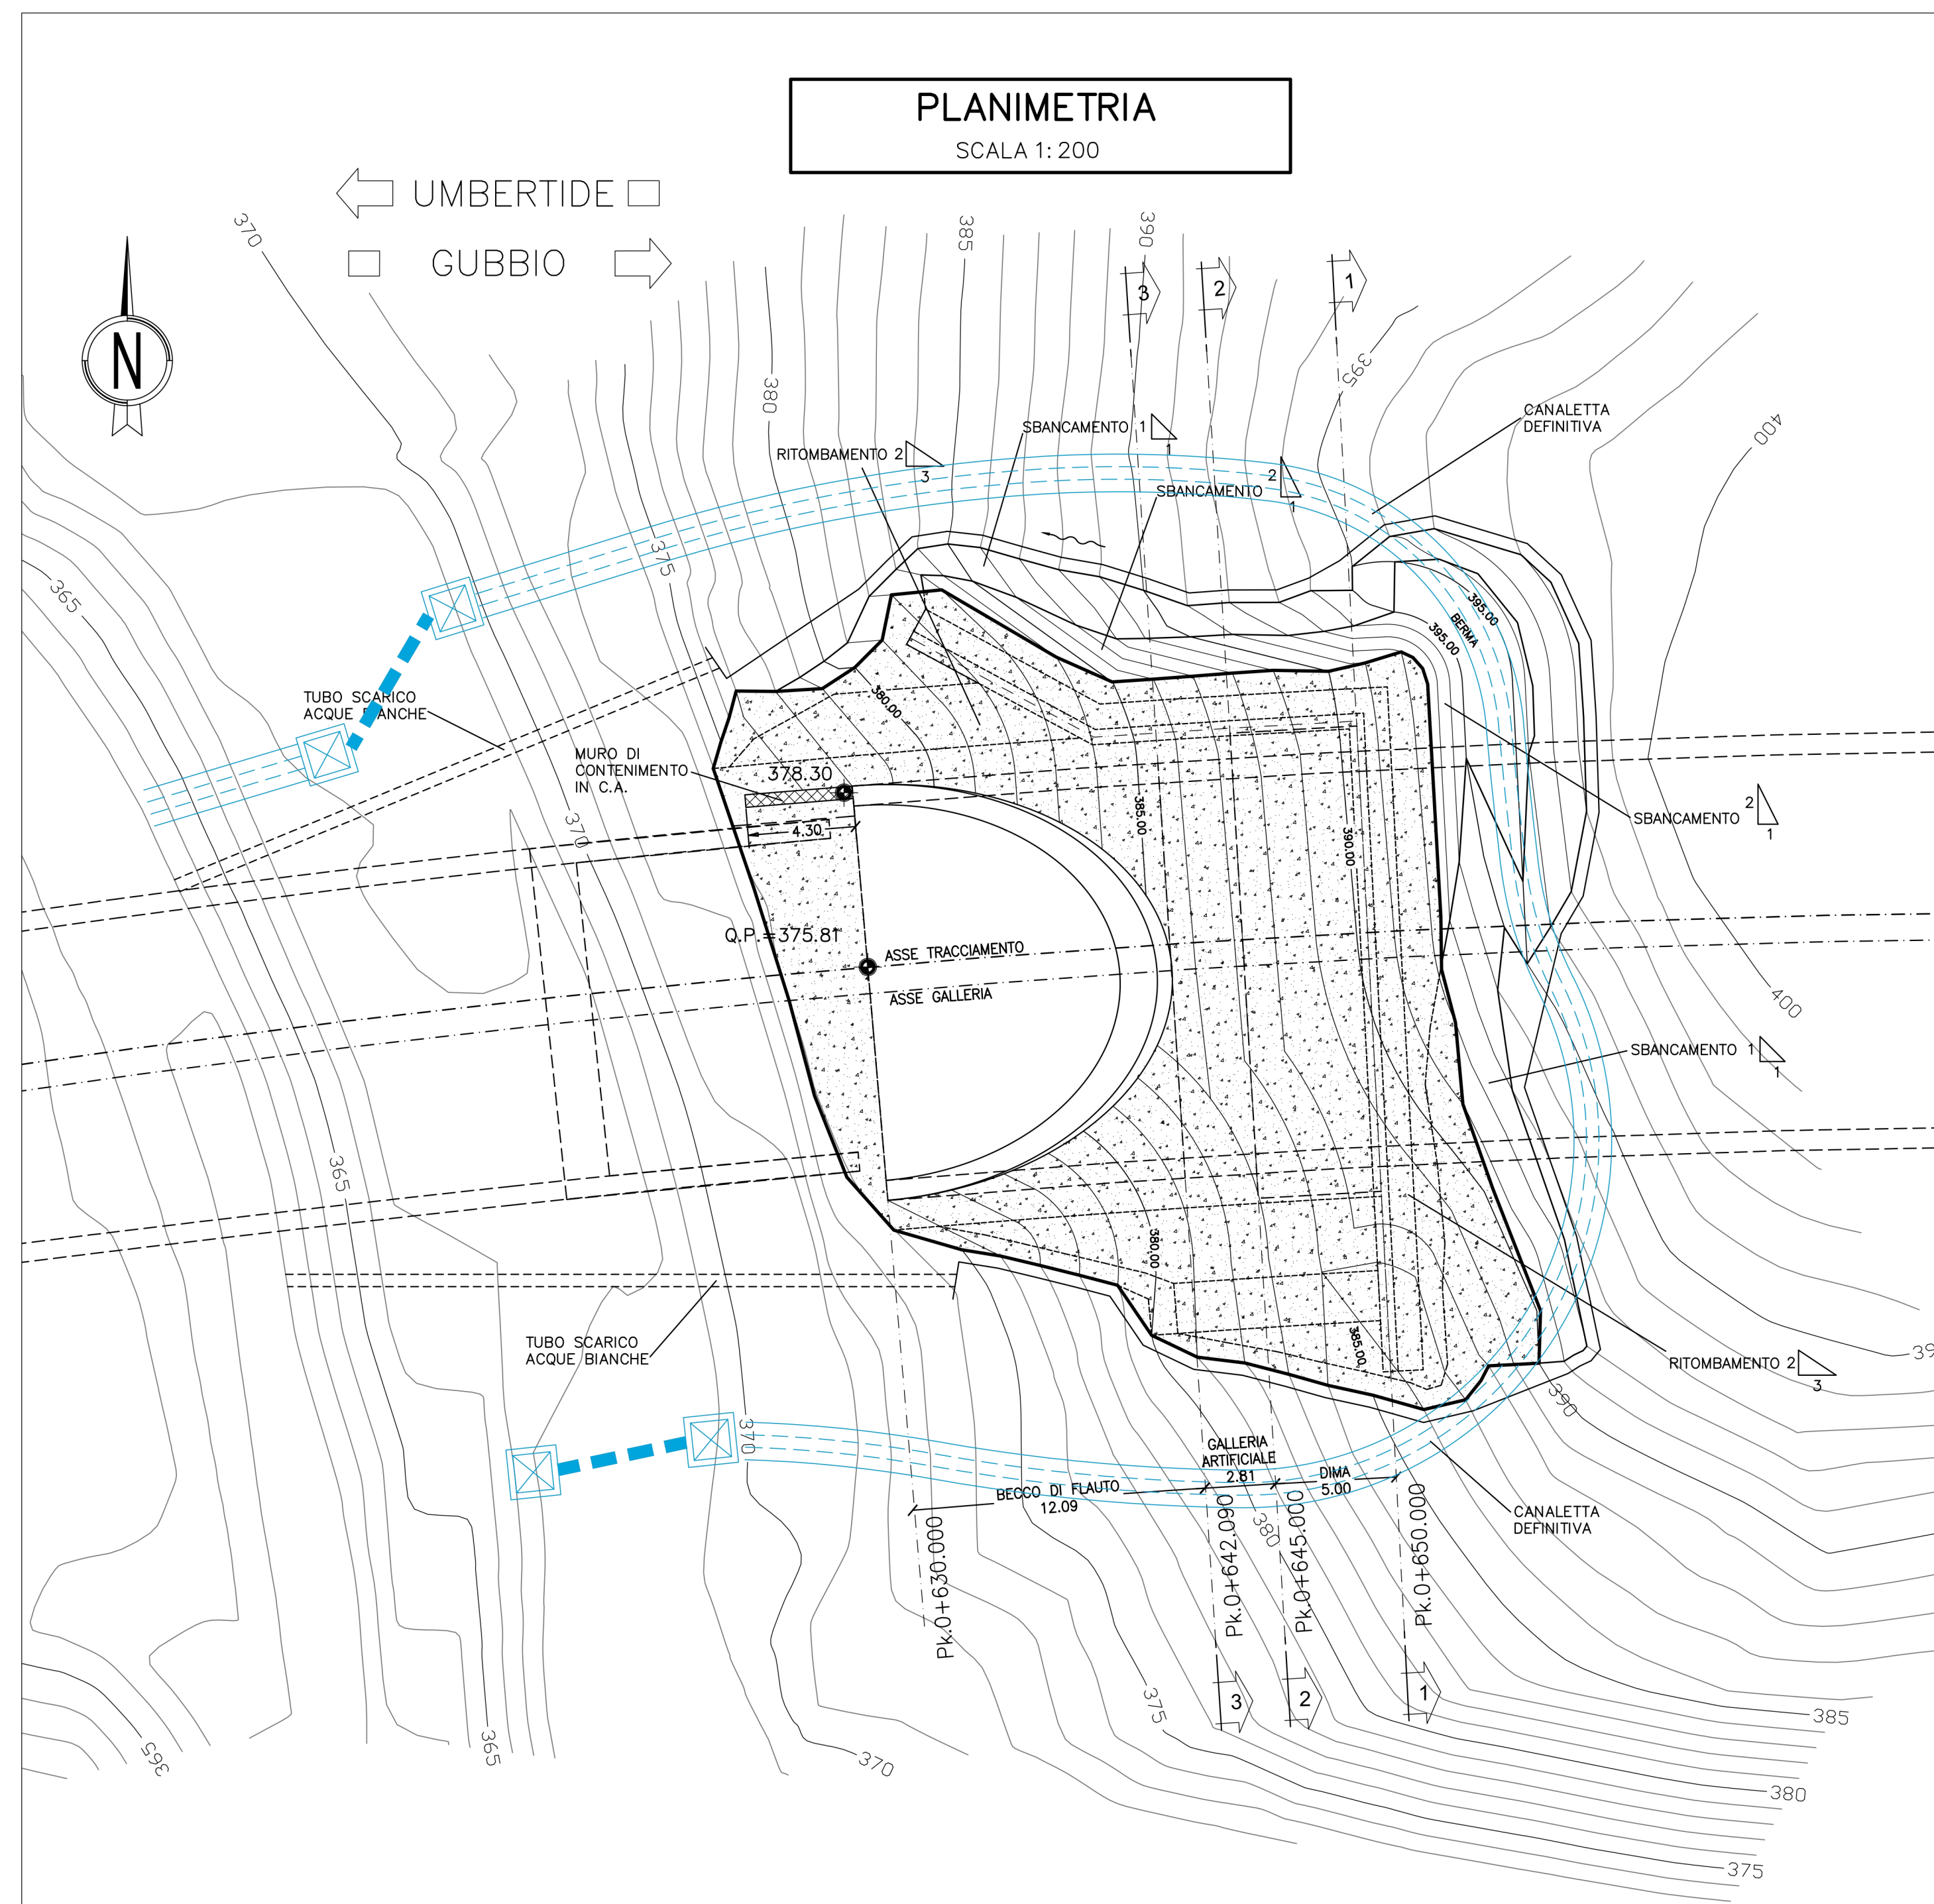 PLANIMETRIA
SCALA 1:200
UMBERTIDE
GUBBIO
N
370
385
390
3
2
1
395
380
CANALETTA
DEFINITIVA
400
SBANCAMENTO 1
1
RITOMBAMENTO 2
3
SBANCAMENTO
2
1
375
365
395.00
BERMA
395.00
380.00
TUBO SCARICO
ACQUE BIANCHE
MURO DI
CONTENIMENTO
IN C.A.
378.30
4.30
370
385.00
390.00
SBANCAMENTO
2
1
Q.P.=375.81
ASSE TRACCIAMENTO
ASSE GALLERIA
400
SBANCAMENTO 1
1
365
380.00
385.00
TUBO SCARICO
ACQUE BIANCHE
RITOMBAMENTO 2
3
390
370
GALLERIA
ARTIFICIALE
2.81
DIMA
5.00
BECCO DI FLAUTO
12.09
CANALETTA
DEFINITIVA
380
Pk.0+630.000
Pk.0+642.090
Pk.0+645.000
Pk.0+650.000
3
2
1
375
385
365
365
370
380
375